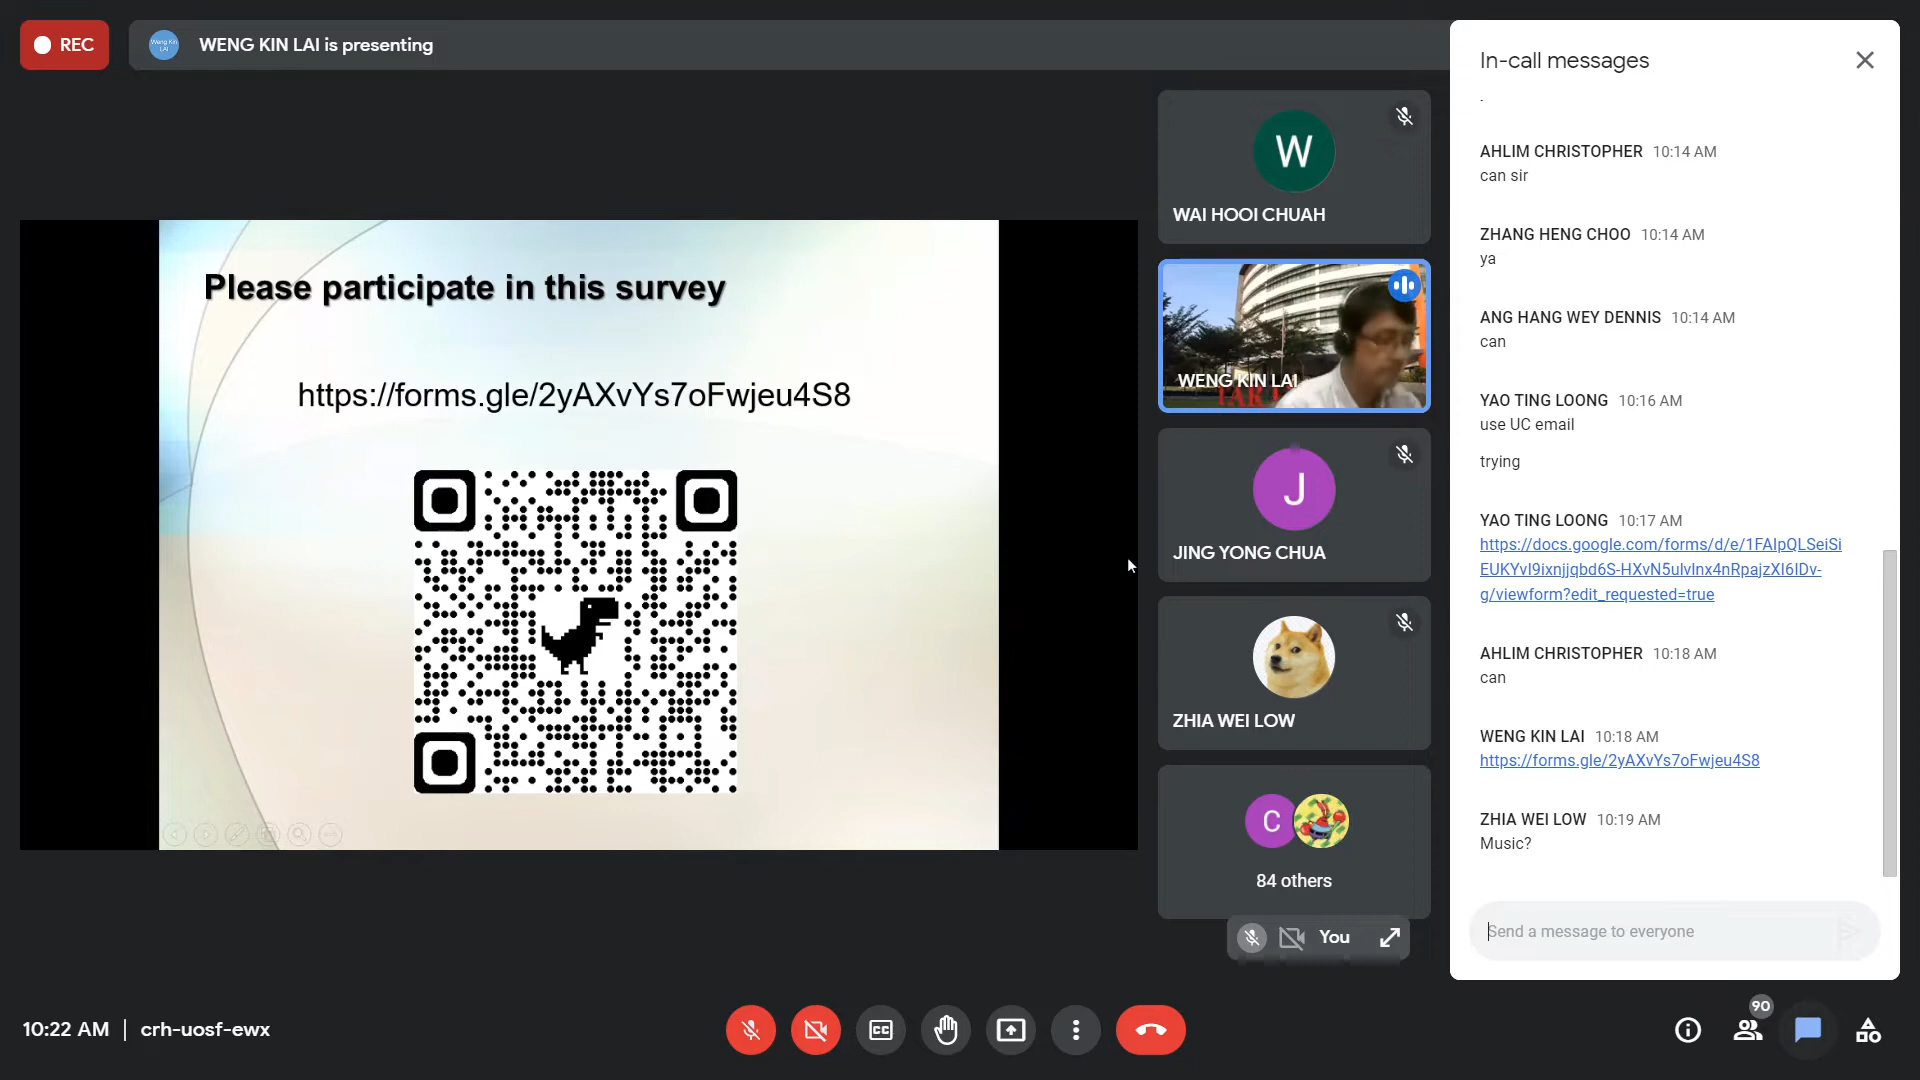 REC
Weng Kin
LAI
WENG KIN LAI is presenting
Please participate in this survey
https://forms.gle/2yAXvYs7oFwjeu4S8
W
WAI HOOI CHUAH
WENG KIN LAI
J
JING YONG CHUA
ZHIA WEI LOW
C
84 others
You
In-call messages
AHLIM CHRISTOPHER 10:14 AM
can sir
ZHANG HENG CHOO 10:14 AM
ya
ANG HANG WEY DENNIS 10:14 AM
can
YAO TING LOONG 10:16 AM
use UC email
trying
YAO TING LOONG 10:17 AM
https://docs.google.com/forms/d/e/1FAIpQLSeiSi
EUKYvI9ixnjjqbd6S-HXvN5ulvlnx4nRpajzXI6IDv-
g/viewform?edit_requested=true
AHLIM CHRISTOPHER 10:18 AM
can
WENG KIN LAI 10:18 AM
https://forms.gle/2yAXvYs7oFwjeu4S8
ZHIA WEI LOW 10:19 AM
Music?
Send a message to everyone
10:22 AM | crh-uosf-ewx
CC
90